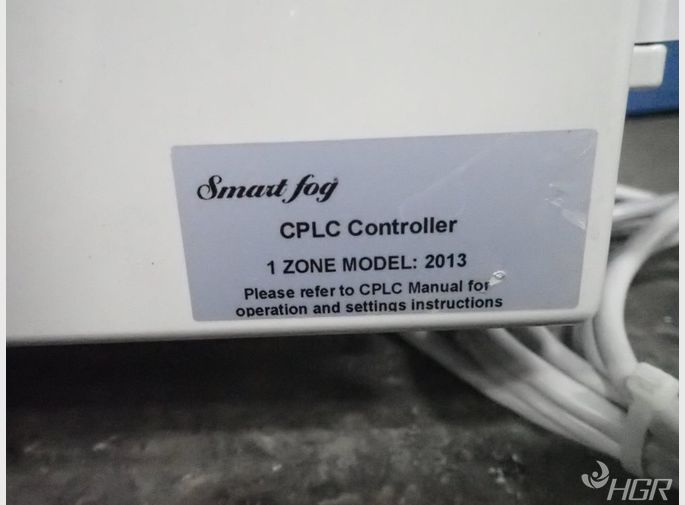 Smart fog
CPLC Controller
1 ZONE MODEL: 2013
Please refer to CPLC Manual for
operation and settings instructions
HGR